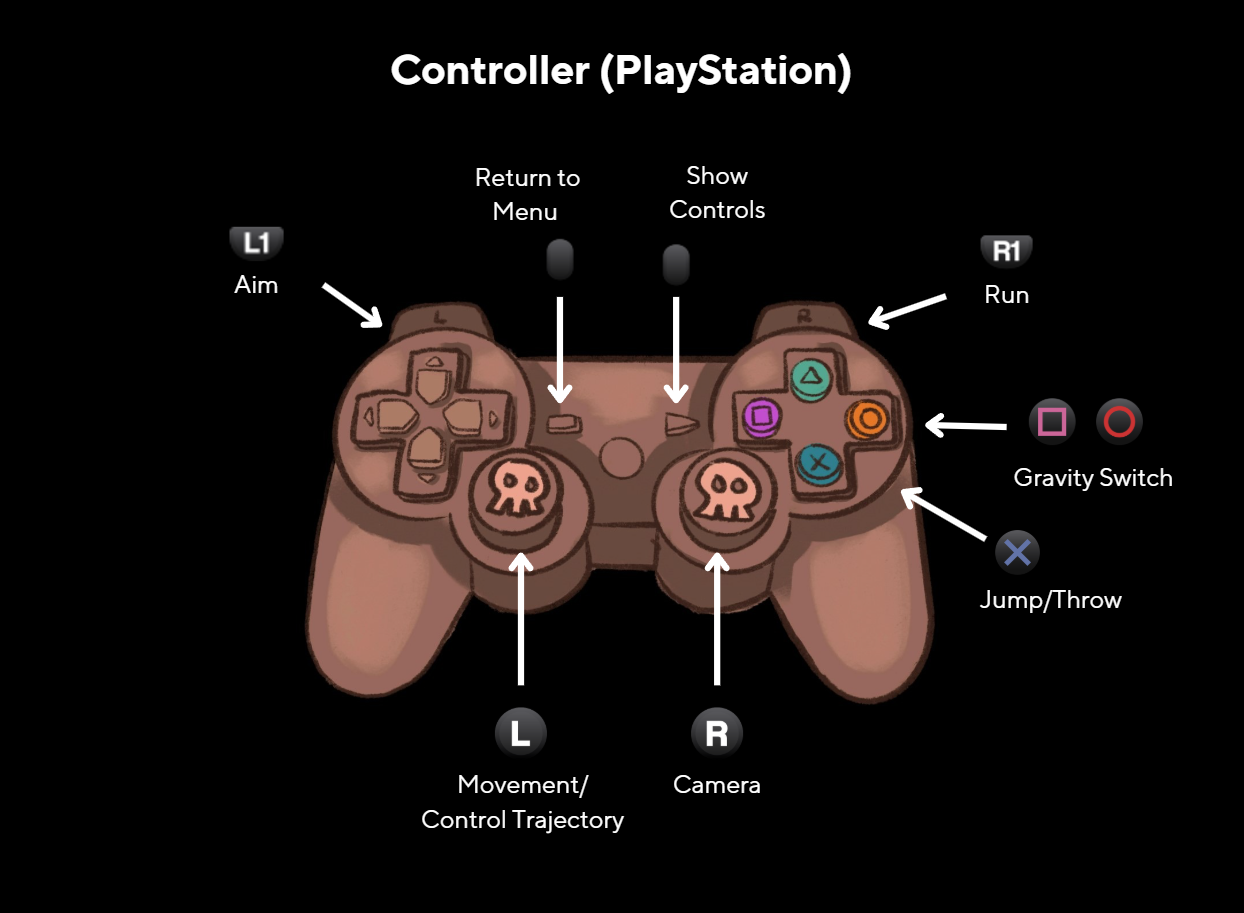 Controller (PlayStation)
Return to
Menu
Show
Controls
L1
Aim
R1
Run
L
R
Gravity Switch
Jump/Throw
L
Movement/
Control Trajectory
R
Camera